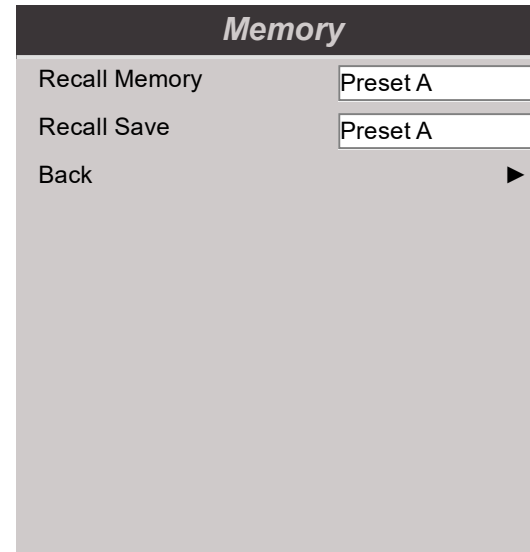 Memory
Recall Memory Preset A
Recall Save Preset A
Back ►